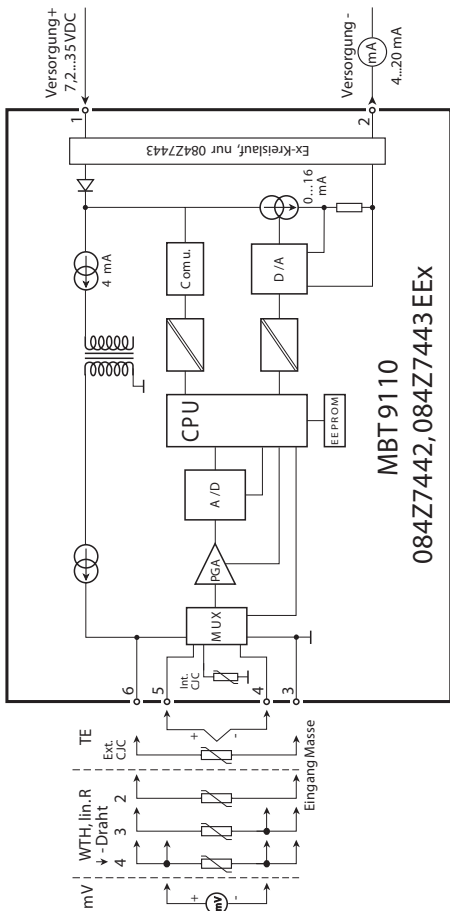 mV
WTH, lin.R
↓ -Draht
4
3
2
TE
Ext.
CJC
+
-
mV
+
-
Eingang Masse
6
5
4
3
Int.
CJC
MUX
PGA
A/D
CPU
EEPROM
4 mA
Comu.
D/A
0...16
mA
Ex-Kreislauf, nur 084Z7443
1
2
Versorgung+
7,2...35 VDC
Versorgung -
mA
4...20 mA
MBT 9110
084Z7442, 084Z7443 EEx